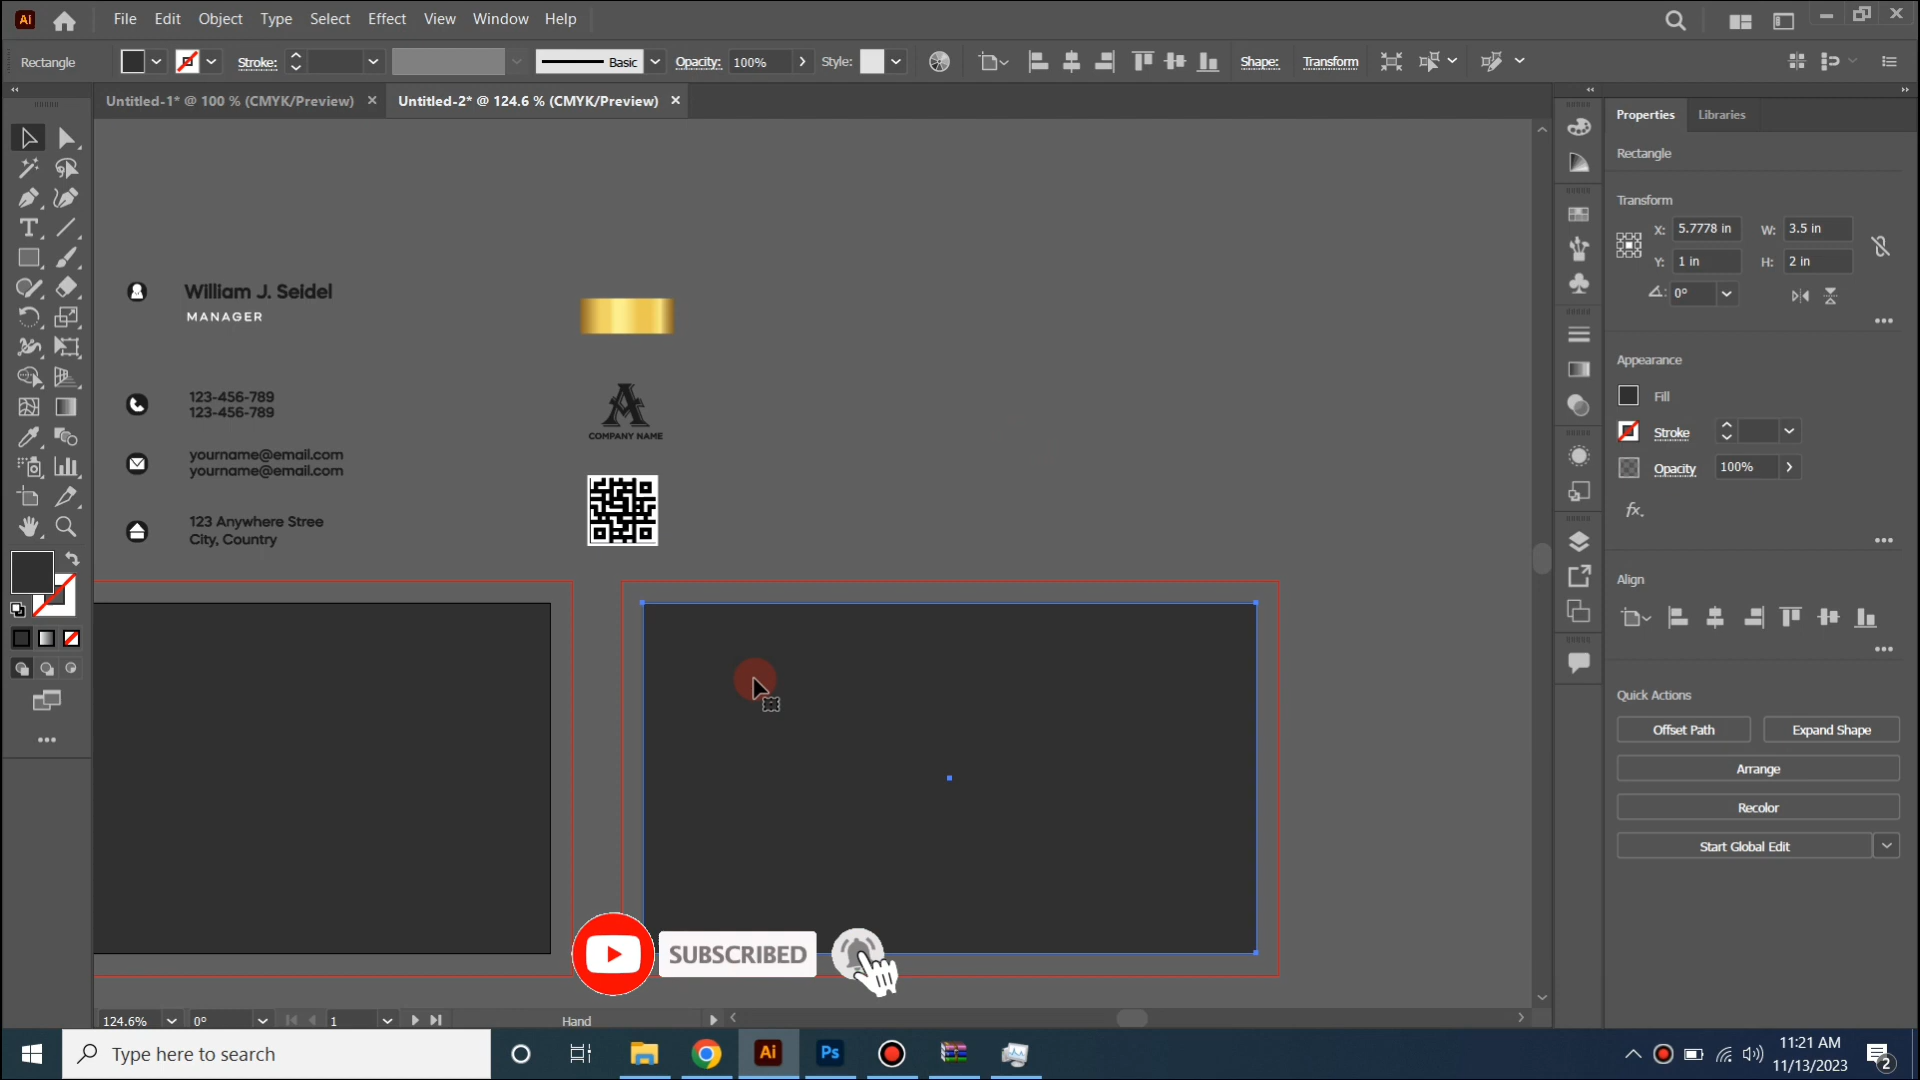 Ai File Edit Object Type Select Effect View Window Help
Rectangle Stroke: Basic Opacity: 100% Style: Shape: Transform
Untitled-1* @ 100 % (CMYK/Preview) × Untitled-2* @ 124.6 % (CMYK/Preview) ×
Properties Libraries
Rectangle
Transform
X: 5.7778 in W: 3.5 in
Y: 1 in H: 2 in
0°
Appearance
Fill
Stroke
Opacity 100%
fx.
Align
Quick Actions
Offset Path Expand Shape
Arrange
Recolor
Start Global Edit
William J. Seidel
MANAGER
123-456-789
123-456-789
yourname@email.com
yourname@email.com
123 Anywhere Stree
City, Country
A
COMPANY NAME
SUBSCRIBED
124.6% 0° 1 Hand
Type here to search
Ai Ps
11:21 AM
11/13/2023
2